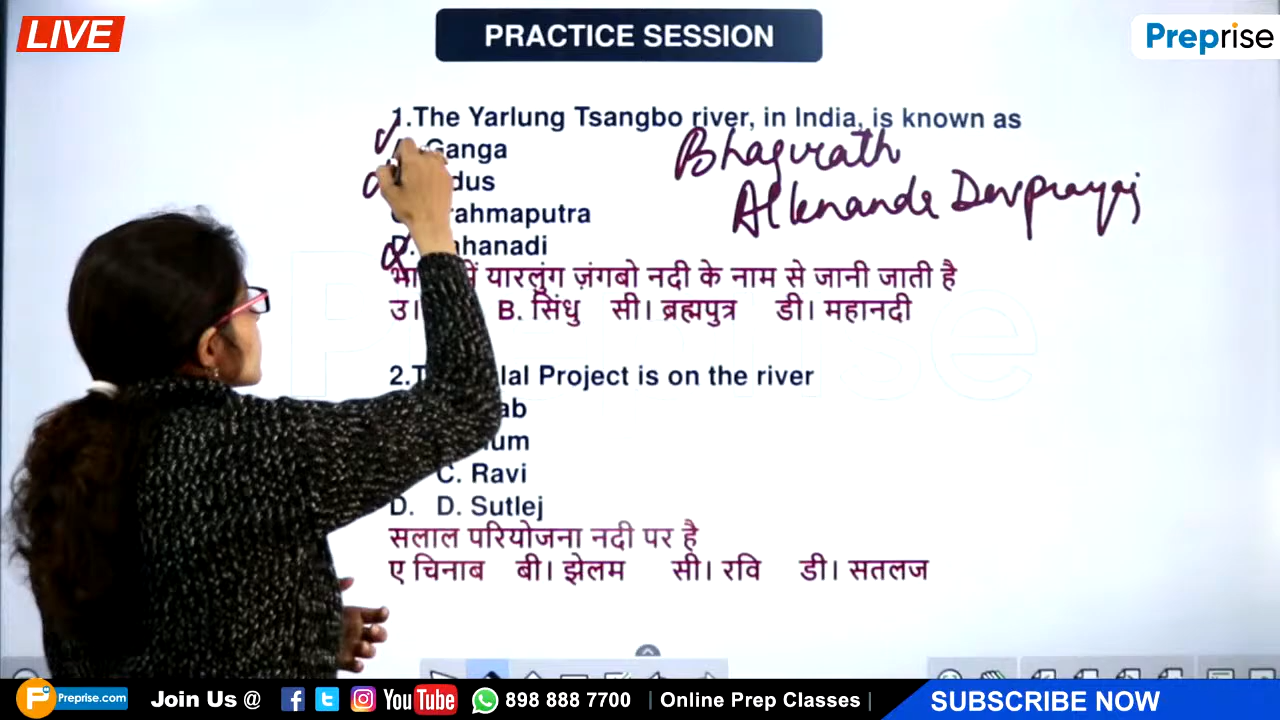 LIVE
PRACTICE SESSION
Preprise
1.The Yarlung Tsangbo river, in India, is known as
Ganga
dus
rahmaputra
D. ahanadi
Bhagirath
Alknanda Devprayag
में यारलुंग ज़ंगबो नदी के नाम से जानी जाती है
उ। B. सिंधु सी। ब्रह्मपुत्र डी। महानदी
2.T lal Project is on the river
ab
um
C. Ravi
D. D. Sutlej
सलाल परियोजना नदी पर है
ए चिनाब बी। झेलम सी। रवि डी। सतलज
Preprise.com Join Us @ YouTube 898 888 7700 | Online Prep Classes | SUBSCRIBE NOW